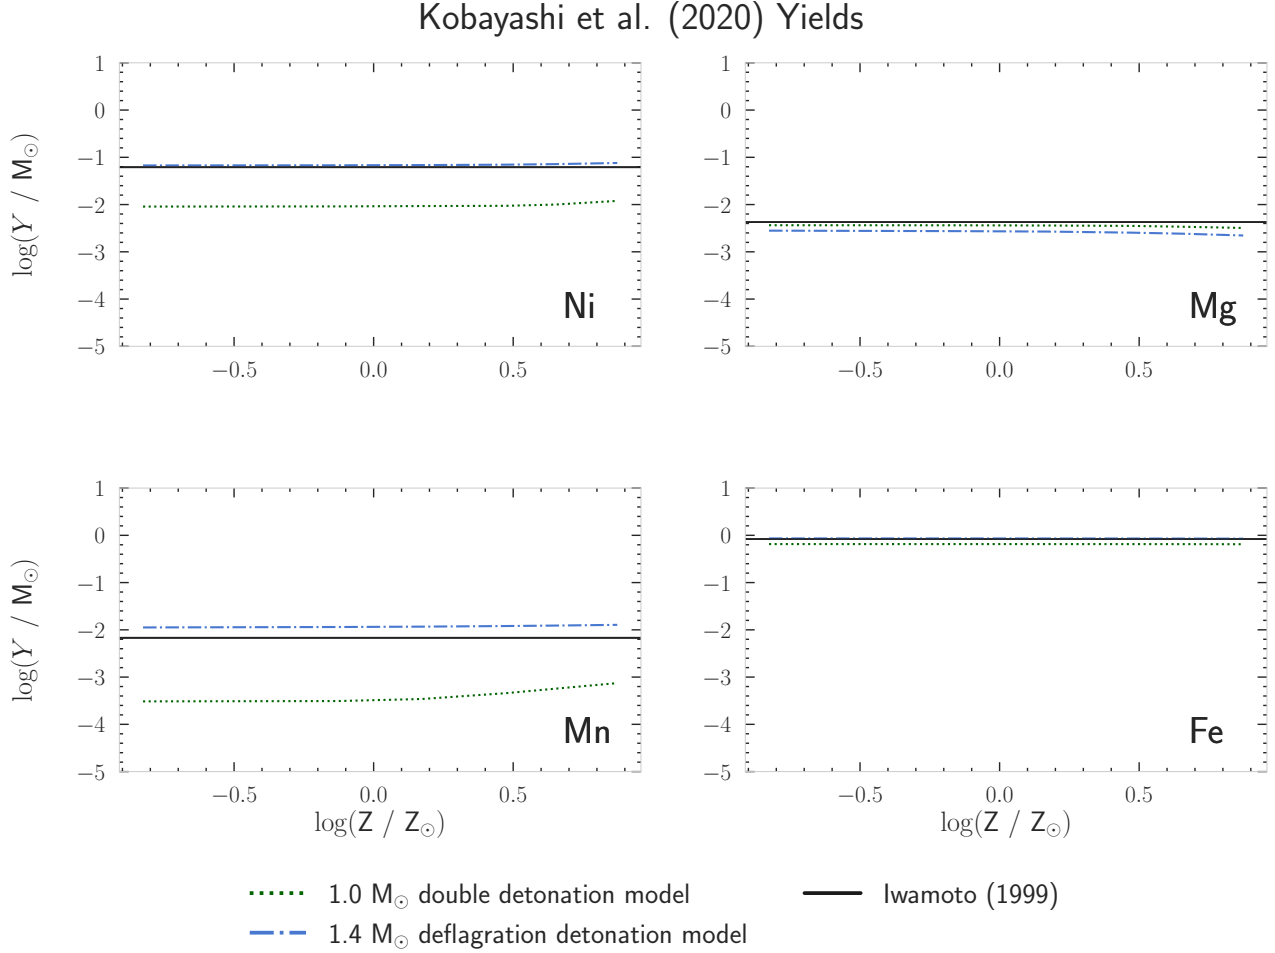 Kobayashi et al. (2020) Yields
log(Y / M⊙)
1
0
−1
−2
−3
−4
−5
−0.5 0.0 0.5
Ni
1
0
−1
−2
−3
−4
−5
−0.5 0.0 0.5
Mg
log(Y / M⊙)
1
0
−1
−2
−3
−4
−5
−0.5 0.0 0.5
log(Z / Z⊙)
Mn
1
0
−1
−2
−3
−4
−5
−0.5 0.0 0.5
log(Z / Z⊙)
Fe
1.0 M⊙ double detonation model
1.4 M⊙ deflagration detonation model
Iwamoto (1999)